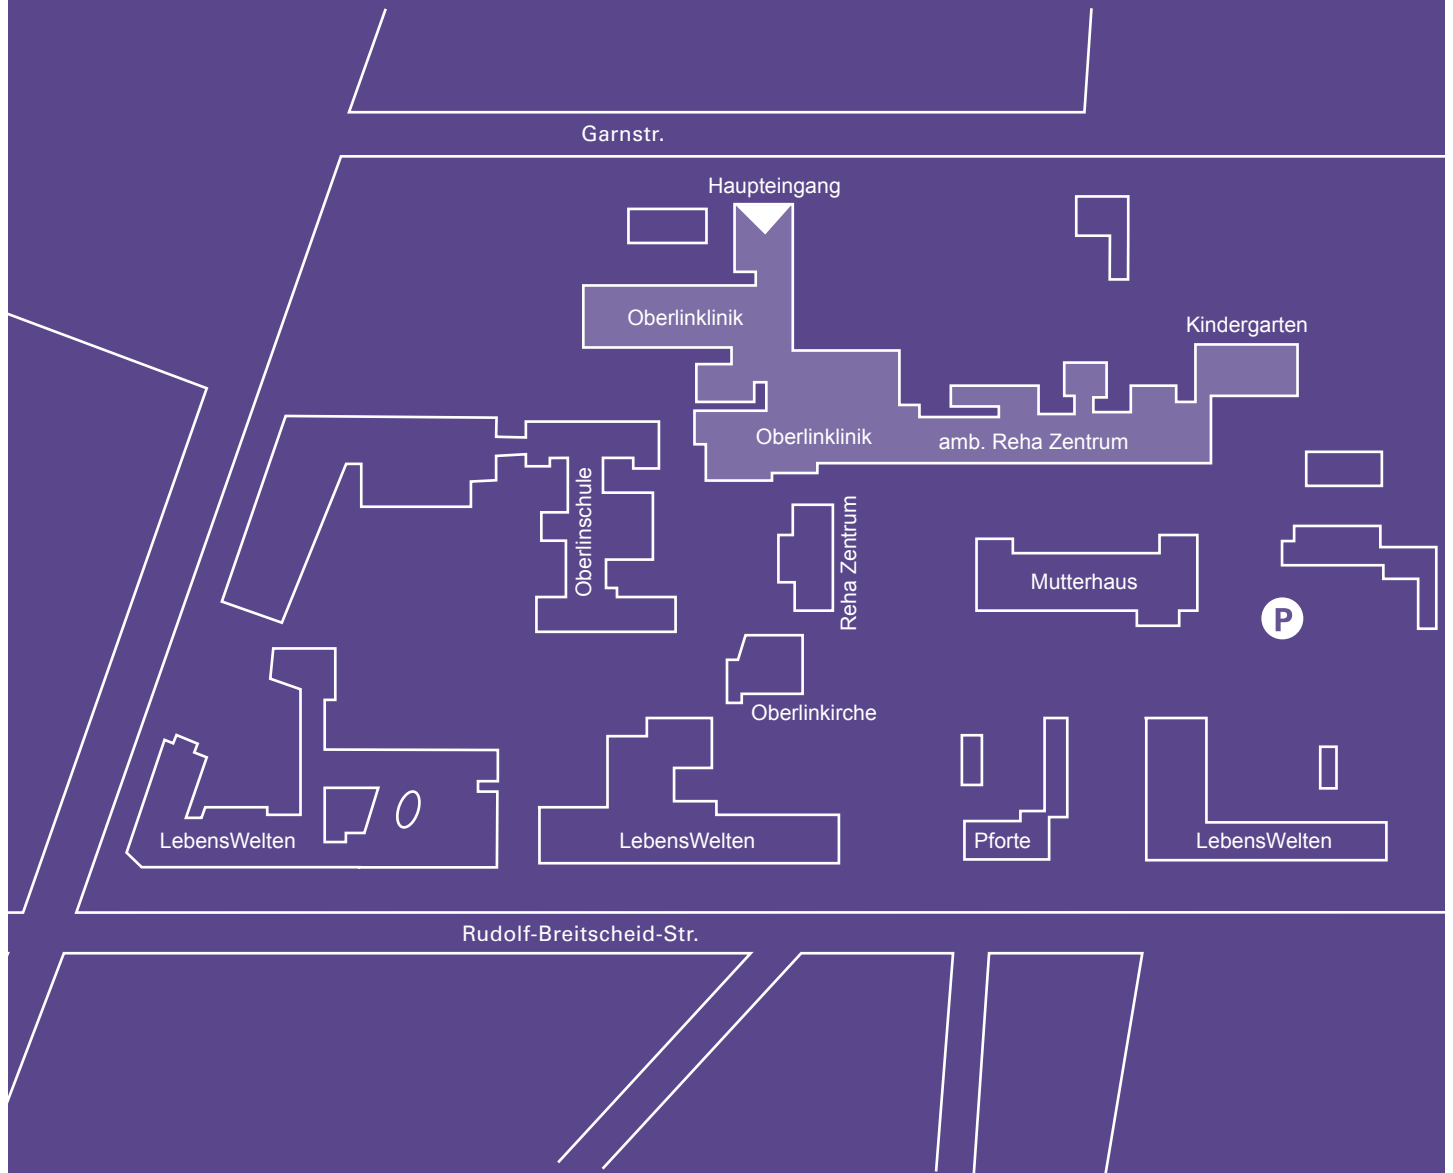 Garnstr.
Haupteingang
Oberlinklinik
Kindergarten
Oberlinklinik
amb. Reha Zentrum
Oberlinschule
Reha Zentrum
Mutterhaus
P
Oberlinkirche
LebensWelten
LebensWelten
Pforte
LebensWelten
Rudolf-Breitscheid-Str.